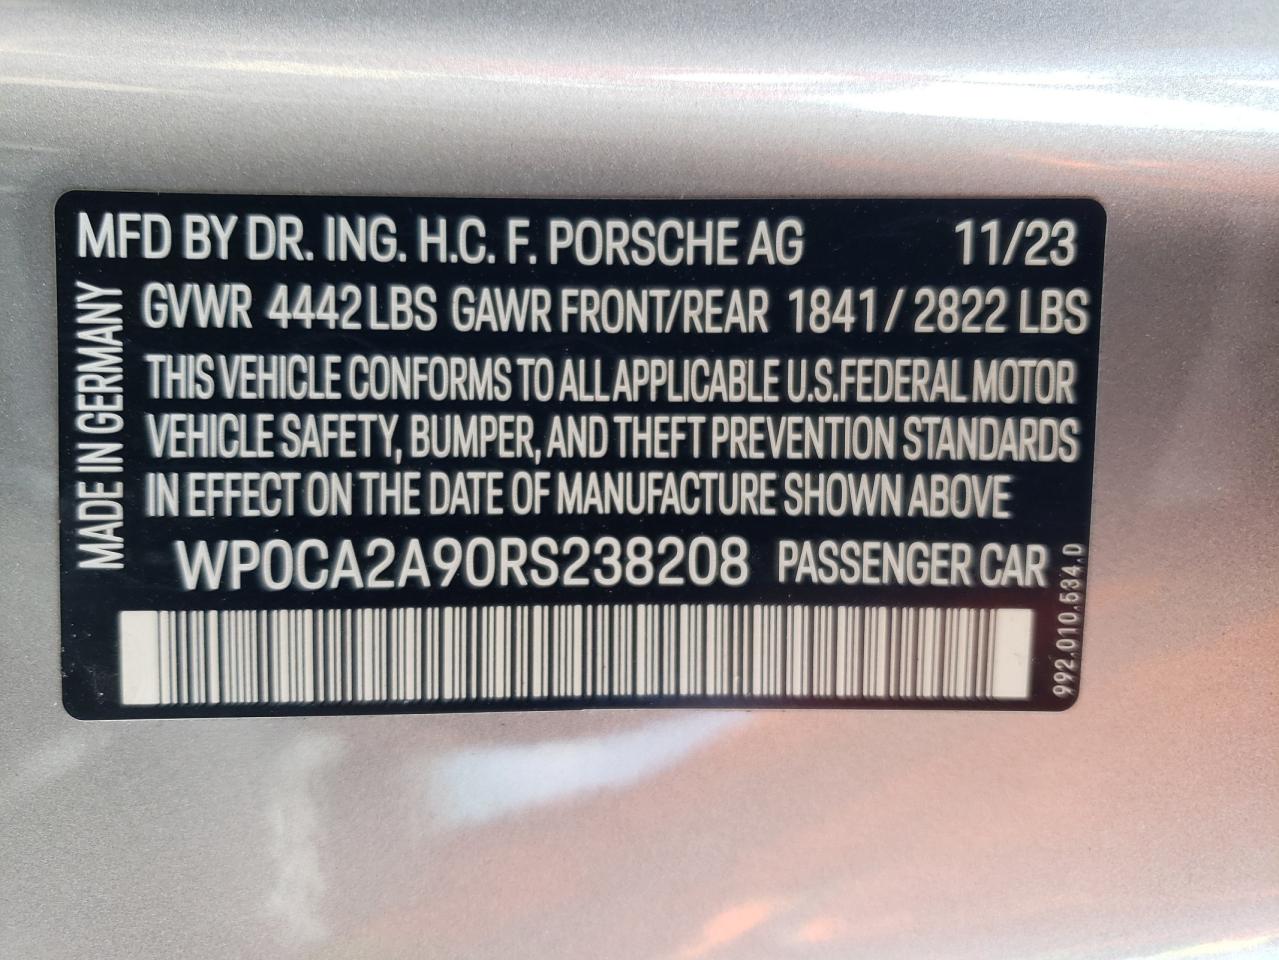 MFD BY DR. ING. H.C. F. PORSCHE AG 11/23
GVWR 4442 LBS GAWR FRONT/REAR 1841 / 2822 LBS
THIS VEHICLE CONFORMS TO ALL APPLICABLE U.S.FEDERAL MOTOR
VEHICLE SAFETY, BUMPER, AND THEFT PREVENTION STANDARDS
IN EFFECT ON THE DATE OF MANUFACTURE SHOWN ABOVE
WP0CA2A90RS238208 PASSENGER CAR
MADE IN GERMANY
992.010.534.D